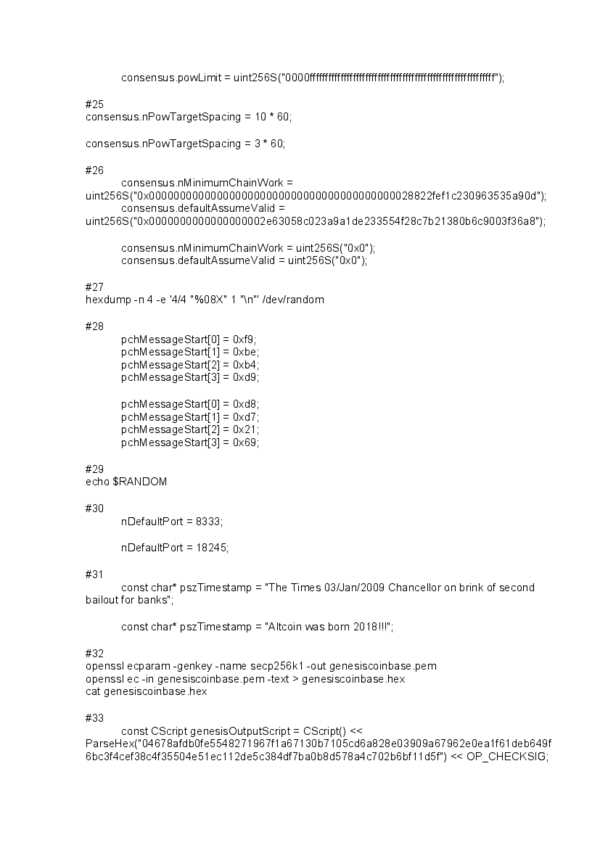 consensus.powLimit = uint256S("0000ffffffffffffffffffffffffffffffffffffffffffffffffffffffffffff");
#25
consensus.nPowTargetSpacing = 10 * 60;
consensus.nPowTargetSpacing = 3 * 60;
#26
consensus.nMinimumChainWork =
uint256S("0x000000000000000000000000000000000000000000028822fef1c230963535a90d");
consensus.defaultAssumeValid =
uint256S("0x0000000000000000002e63058c023a9a1de233554f28c7b21380b6c9003f36a8");
consensus.nMinimumChainWork = uint256S("0x0");
consensus.defaultAssumeValid = uint256S("0x0");
#27
hexdump -n 4 -e '4/4 "%08X" 1 "\n"' /dev/random
#28
pchMessageStart[0] = 0xf9;
pchMessageStart[1] = 0xbe;
pchMessageStart[2] = 0xb4;
pchMessageStart[3] = 0xd9;
pchMessageStart[0] = 0xd8;
pchMessageStart[1] = 0xd7;
pchMessageStart[2] = 0x21;
pchMessageStart[3] = 0x69;
#29
echo $RANDOM
#30
nDefaultPort = 8333;
nDefaultPort = 18245;
#31
const char* pszTimestamp = "The Times 03/Jan/2009 Chancellor on brink of second
bailout for banks";
const char* pszTimestamp = "Altcoin was born 2018!!!";
#32
openssl ecparam -genkey -name secp256k1 -out genesiscoinbase.pem
openssl ec -in genesiscoinbase.pem -text > genesiscoinbase.hex
cat genesiscoinbase.hex
#33
const CScript genesisOutputScript = CScript() <<
ParseHex("04678afdb0fe5548271967f1a67130b7105cd6a828e03909a67962e0ea1f61deb649f
6bc3f4cef38c4f35504e51ec112de5c384df7ba0b8d578a4c702b6bf11d5f") << OP_CHECKSIG;